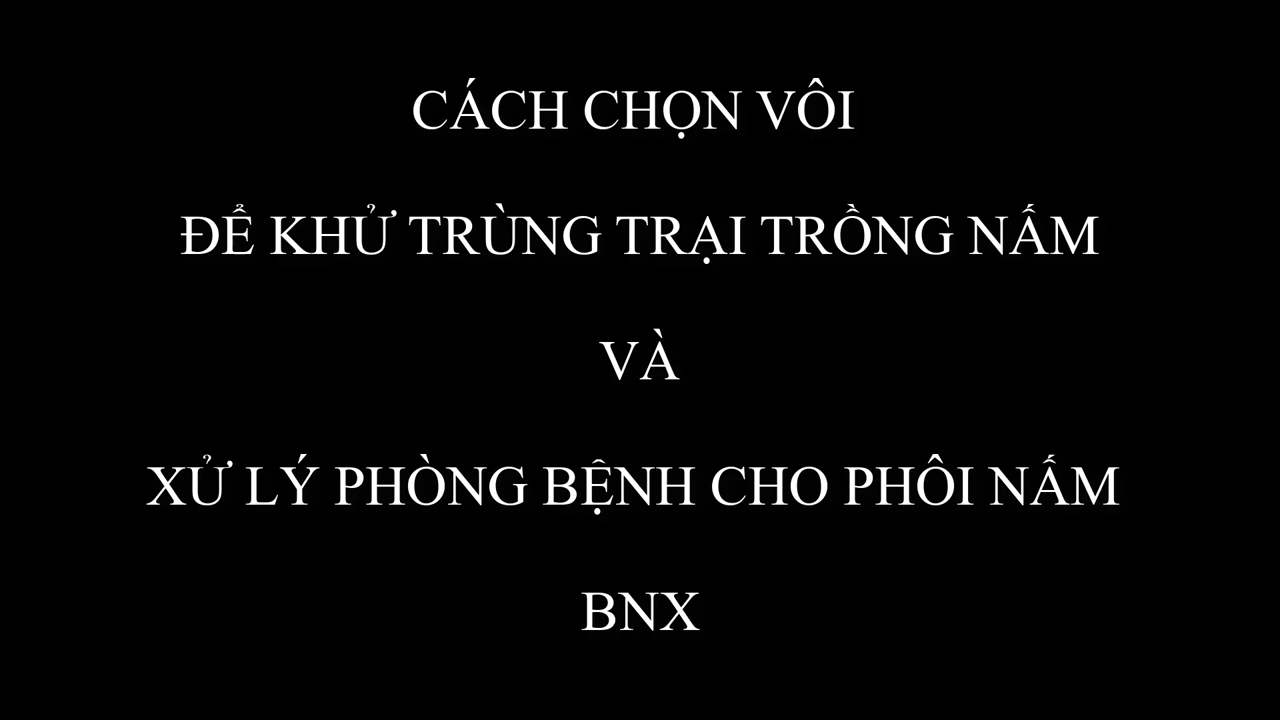 CÁCH CHỌN VÔI
ĐỂ KHỬ TRÙNG TRẠI TRỒNG NẤM
VÀ
XỬ LÝ PHÒNG BỆNH CHO PHÔI NẤM
BNX